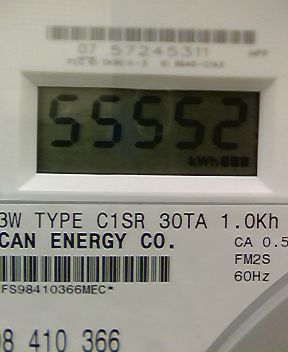 07 57245311
55552
kWh
3W TYPE C1SR 30TA 1.0Kh
CAN ENERGY CO. CA 0.5
FM2S
60Hz
FS98410366MEC*
98 410 366